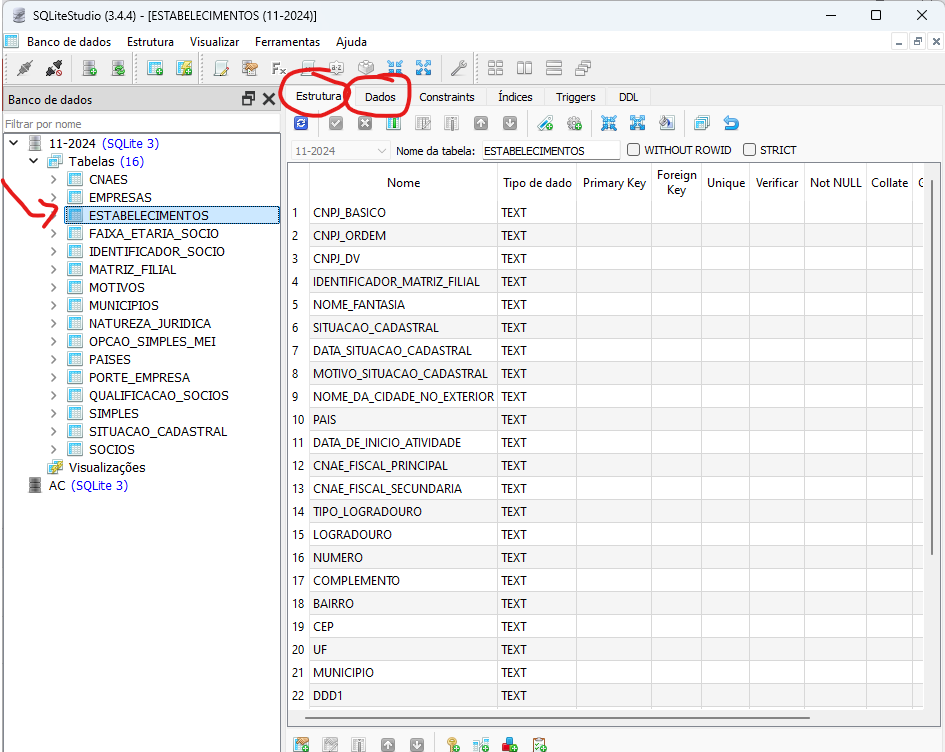 SQLiteStudio (3.4.4) - [ESTABELECIMENTOS (11-2024)]
Banco de dados Estrutura Visualizar Ferramentas Ajuda
Banco de dados
Filtrar por nome
11-2024 (SQLite 3)
Tabelas (16)
CNAES
EMPRESAS
ESTABELECIMENTOS
FAIXA_ETARIA_SOCIO
IDENTIFICADOR_SOCIO
MATRIZ_FILIAL
MOTIVOS
MUNICIPIOS
NATUREZA_JURIDICA
OPCAO_SIMPLES_MEI
PAISES
PORTE_EMPRESA
QUALIFICACAO_SOCIOS
SIMPLES
SITUACAO_CADASTRAL
SOCIOS
Visualizações
AC (SQLite 3)
Estrutura Dados Constraints Índices Triggers DDL
11-2024 Nome da tabela: ESTABELECIMENTOS WITHOUT ROWID STRICT
Nome Tipo de dado Primary Key Foreign Key Unique Verificar Not NULL Collate
1 CNPJ_BASICO TEXT
2 CNPJ_ORDEM TEXT
3 CNPJ_DV TEXT
4 IDENTIFICADOR_MATRIZ_FILIAL TEXT
5 NOME_FANTASIA TEXT
6 SITUACAO_CADASTRAL TEXT
7 DATA_SITUACAO_CADASTRAL TEXT
8 MOTIVO_SITUACAO_CADASTRAL TEXT
9 NOME_DA_CIDADE_NO_EXTERIOR TEXT
10 PAIS TEXT
11 DATA_DE_INICIO_ATIVIDADE TEXT
12 CNAE_FISCAL_PRINCIPAL TEXT
13 CNAE_FISCAL_SECUNDARIA TEXT
14 TIPO_LOGRADOURO TEXT
15 LOGRADOURO TEXT
16 NUMERO TEXT
17 COMPLEMENTO TEXT
18 BAIRRO TEXT
19 CEP TEXT
20 UF TEXT
21 MUNICIPIO TEXT
22 DDD1 TEXT